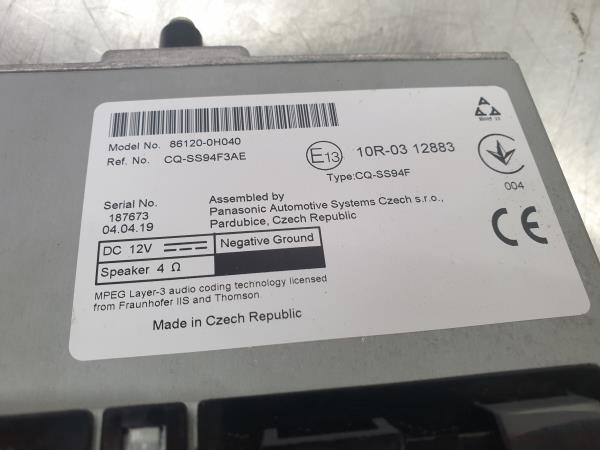 Model No. 86120-0H040
Ref. No. CQ-SS94F3AE
E13
10R-03 12883
Type:CQ-SS94F
004
Serial No.
187673
04.04.19
Assembled by
Panasonic Automotive Systems Czech s.r.o.,
Pardubice, Czech Republic
DC 12V
Negative Ground
Speaker 4 Ω
CE
MPEG Layer-3 audio coding technology licensed
from Fraunhofer IIS and Thomson.
Made in Czech Republic